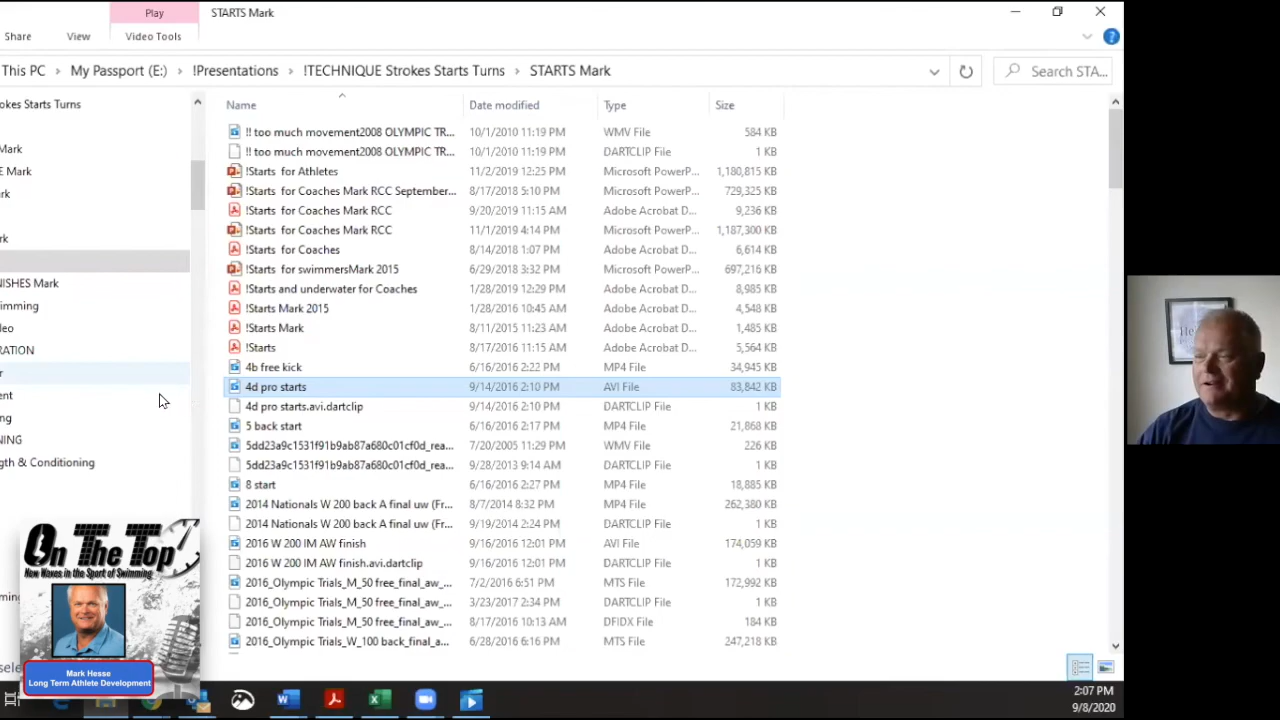 Play
STARTS Mark
Share
View
Video Tools
This PC > My Passport (E:) > !Presentations > !TECHNIQUE Strokes Starts Turns > STARTS Mark
Search STA...
okes Starts Turns
Mark
E Mark
rk
rk
NISHES Mark
imming
deo
RATION
r
ent
ng
NING
gth & Conditioning
Name Date modified Type Size
!! too much movement2008 OLYMPIC TR... 10/1/2010 11:19 PM WMV File 584 KB
!! too much movement2008 OLYMPIC TR... 10/1/2010 11:19 PM DARTCLIP File 1 KB
!Starts for Athletes 11/2/2019 12:25 PM Microsoft PowerP... 1,180,815 KB
!Starts for Coaches Mark RCC September... 8/17/2018 5:10 PM Microsoft PowerP... 729,325 KB
!Starts for Coaches Mark RCC 9/20/2019 11:15 AM Adobe Acrobat D... 9,236 KB
!Starts for Coaches Mark RCC 11/1/2019 4:14 PM Microsoft PowerP... 1,187,300 KB
!Starts for Coaches 8/14/2018 1:07 PM Adobe Acrobat D... 6,614 KB
!Starts for swimmersMark 2015 6/29/2018 3:32 PM Microsoft PowerP... 697,216 KB
!Starts and underwater for Coaches 1/28/2019 12:29 PM Adobe Acrobat D... 8,985 KB
!Starts Mark 2015 1/28/2016 10:45 AM Adobe Acrobat D... 4,548 KB
!Starts Mark 8/11/2015 11:23 AM Adobe Acrobat D... 1,485 KB
!Starts 8/17/2016 11:15 AM Adobe Acrobat D... 5,564 KB
4b free kick 6/16/2016 2:22 PM MP4 File 34,945 KB
4d pro starts 9/14/2016 2:10 PM AVI File 83,842 KB
4d pro starts.avi.dartclip 9/14/2016 2:10 PM DARTCLIP File 1 KB
5 back start 6/16/2016 2:17 PM MP4 File 21,868 KB
5dd23a9c1531f91b9ab87a680c01cf0d_rea... 7/20/2005 11:29 PM WMV File 226 KB
5dd23a9c1531f91b9ab87a680c01cf0d_rea... 9/28/2013 9:14 AM DARTCLIP File 1 KB
8 start 6/16/2016 2:27 PM MP4 File 18,885 KB
2014 Nationals W 200 back A final uw (Fr... 8/7/2014 8:32 PM MP4 File 262,380 KB
2014 Nationals W 200 back A final uw (Fr... 9/19/2014 2:24 PM DARTCLIP File 1 KB
2016 W 200 IM AW finish 9/16/2016 12:01 PM AVI File 174,059 KB
2016 W 200 IM AW finish.avi.dartclip 9/16/2016 12:01 PM DARTCLIP File 1 KB
2016_Olympic Trials_M_50 free_final_aw_... 7/2/2016 6:51 PM MTS File 172,992 KB
2016_Olympic Trials_M_50 free_final_aw_... 3/23/2017 2:34 PM DARTCLIP File 1 KB
2016_Olympic Trials_M_50 free_final_aw_... 8/17/2016 10:13 AM DFIDX File 184 KB
2016_Olympic Trials_W_100 back_final_a... 6/28/2016 6:16 PM MTS File 247,218 KB
On The Top
New Waves in the Sport of Swimming
Mark Hesse
Long Term Athlete Development
2:07 PM
9/8/2020